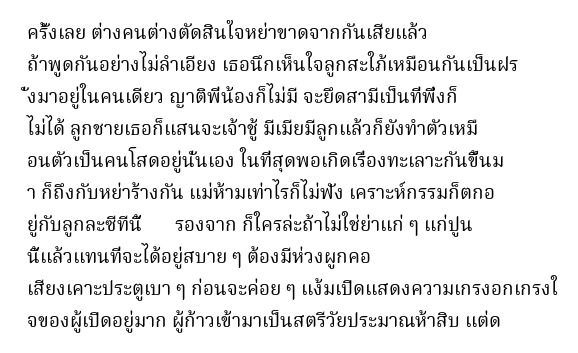 ครั้งเลย ต่างคนต่างตัดสินใจหย่าขาดจากกันเสียแล้ว
ถ้าพูดกันอย่างไม่ลำเอียง เธอนึกเห็นใจลูกสะใภ้เหมือนกันเป็นฝร
ั่งมาอยู่ในคนเดียว ญาติพี่น้องก็ไม่มี จะยึดสามีเป็นที่พึ่งก็
ไม่ได้ ลูกชายเธอก็แสนจะเจ้าชู้ มีเมียมีลูกแล้วก็ยังทำตัวเหมื
อนตัวเป็นคนโสดอยู่นั่นเอง ในที่สุดพอเกิดเรื่องทะเลาะกันขึ้นม
า ก็ถึงกับหย่าร้างกัน แม่ห้ามเท่าไรก็ไม่ฟัง เคราะห์กรรมก็ตกอ
ยู่กับลูกละซีทีนี้ รองจาก ก็ใครล่ะถ้าไม่ใช่ย่าแก่ ๆ แก่ปูน
นี้แล้วแทนที่จะได้อยู่สบาย ๆ ต้องมีห่วงผูกคอ
เสียงเคาะประตูเบา ๆ ก่อนจะค่อย ๆ แง้มเปิดแสดงความเกรงอกเกรงใ
จของผู้เปิดอยู่มาก ผู้ก้าวเข้ามาเป็นสตรีวัยประมาณห้าสิบ แต่ด